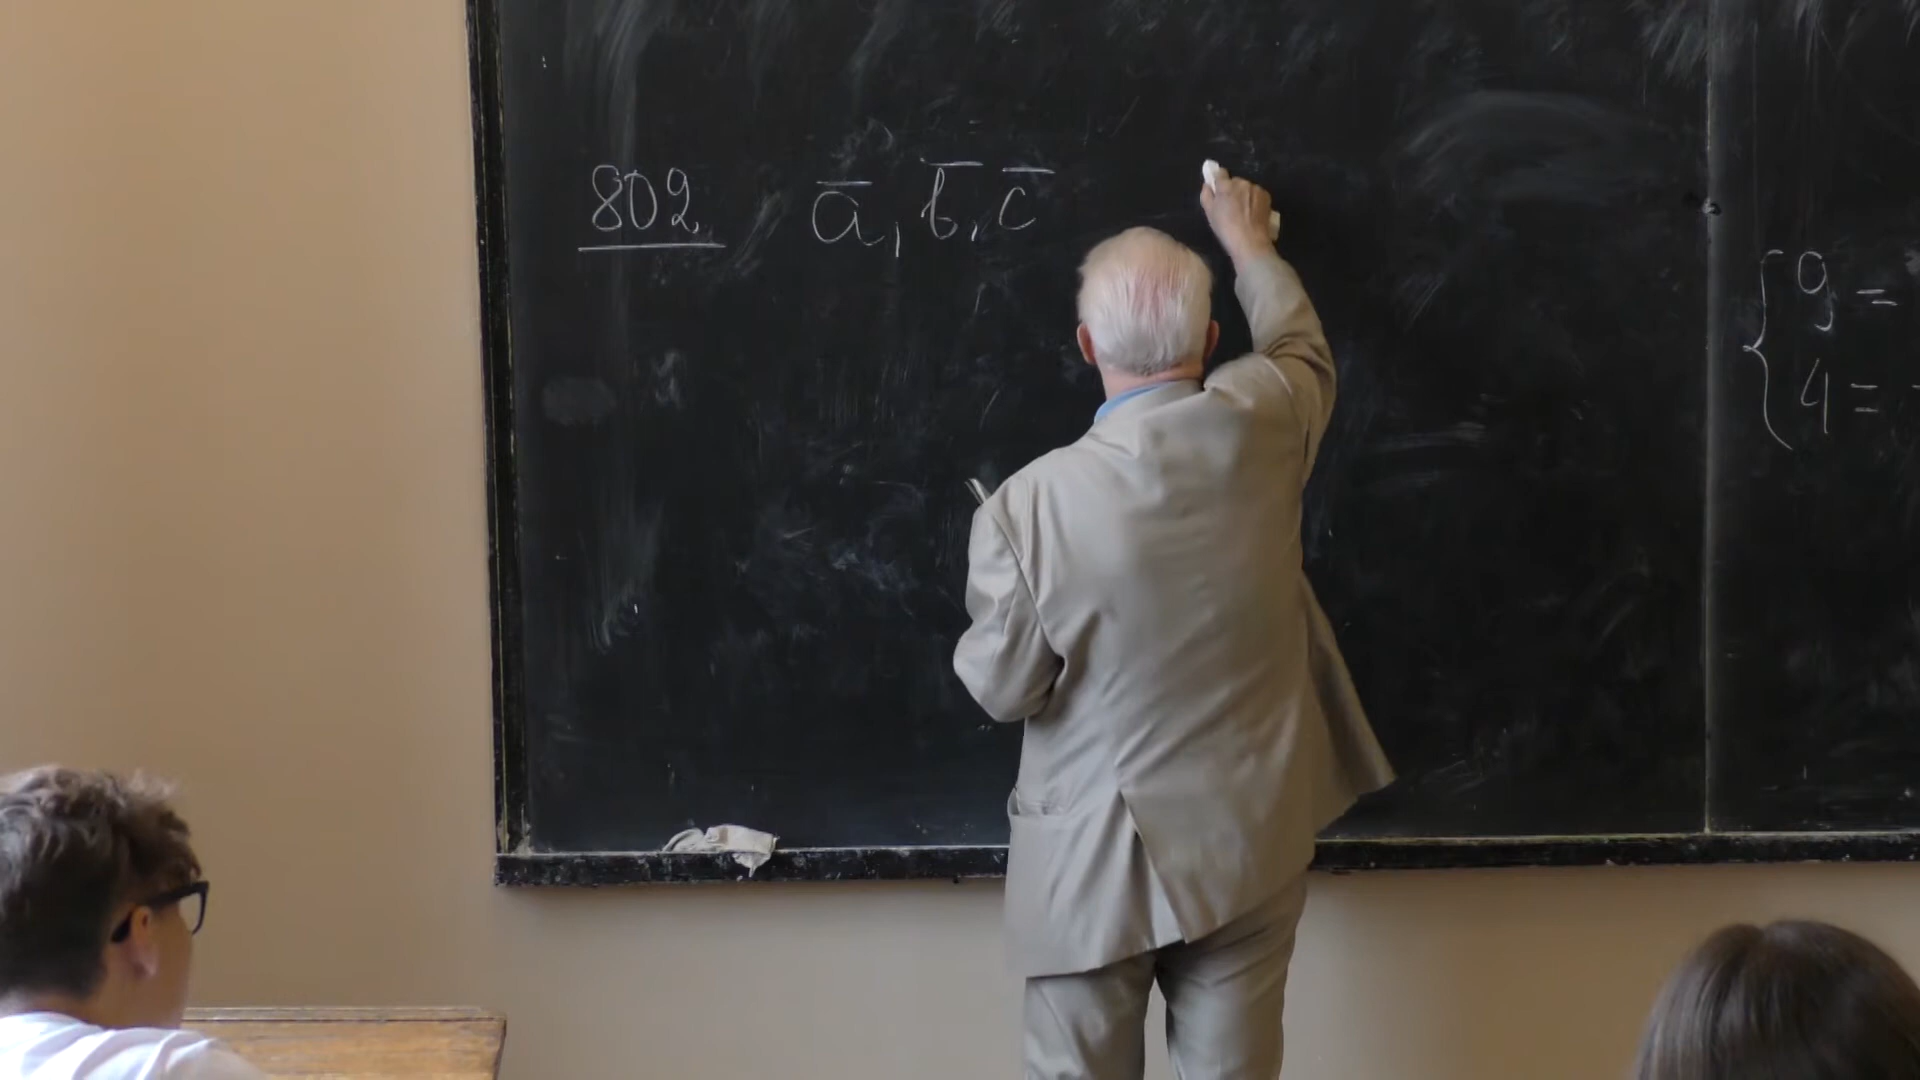 802. a̅, b̅, c̅
{ 9 =
4 =